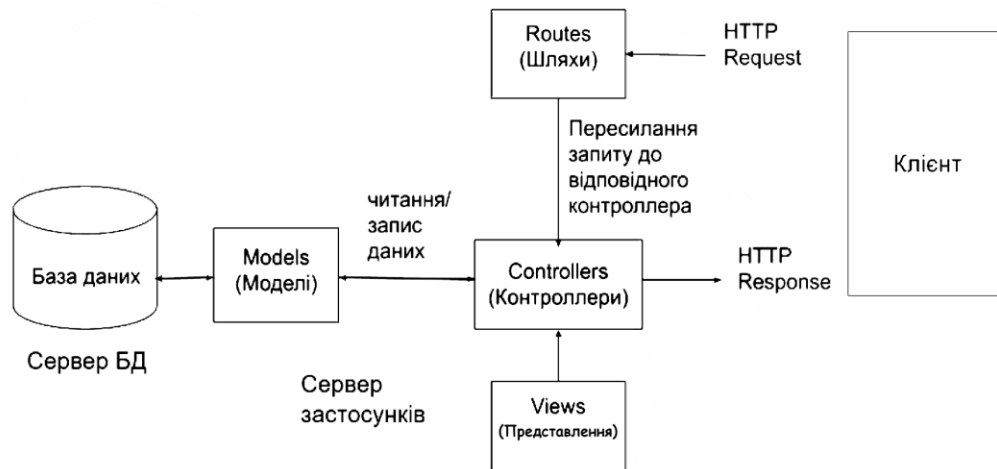 Routes
(Шляхи)
HTTP
Request
Пересилання
запиту до
відповідного
контроллера
Клієнт
читання/
запис
даних
База даних
Models
(Моделі)
Controllers
(Контроллери)
HTTP
Response
Сервер БД
Сервер
застосунків
Views
(Представлення)